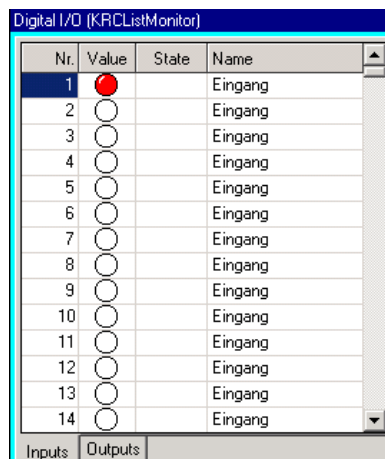 Digital I/O (KRCListMonitor)
Nr. Value State Name
1 Eingang
2 Eingang
3 Eingang
4 Eingang
5 Eingang
6 Eingang
7 Eingang
8 Eingang
9 Eingang
10 Eingang
11 Eingang
12 Eingang
13 Eingang
14 Eingang
Inputs Outputs